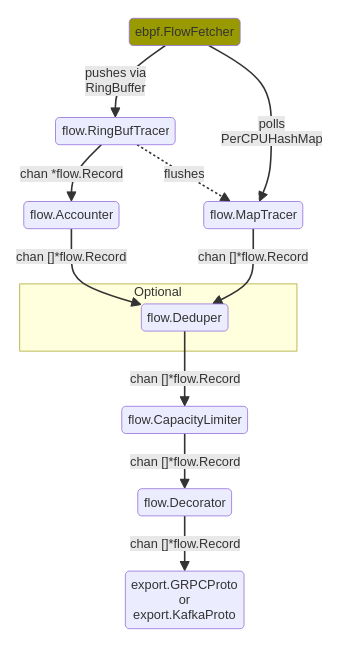 ebpf.FlowFetcher
pushes via
RingBuffer
polls
PerCPUHashMap
flow.RingBufTracer
chan *flow.Record
flushes
flow.Accounter
flow.MapTracer
chan []*flow.Record
chan []*flow.Record
Optional
flow.Deduper
chan []*flow.Record
flow.CapacityLimiter
chan []*flow.Record
flow.Decorator
chan []*flow.Record
export.GRPCProto
or
export.KafkaProto